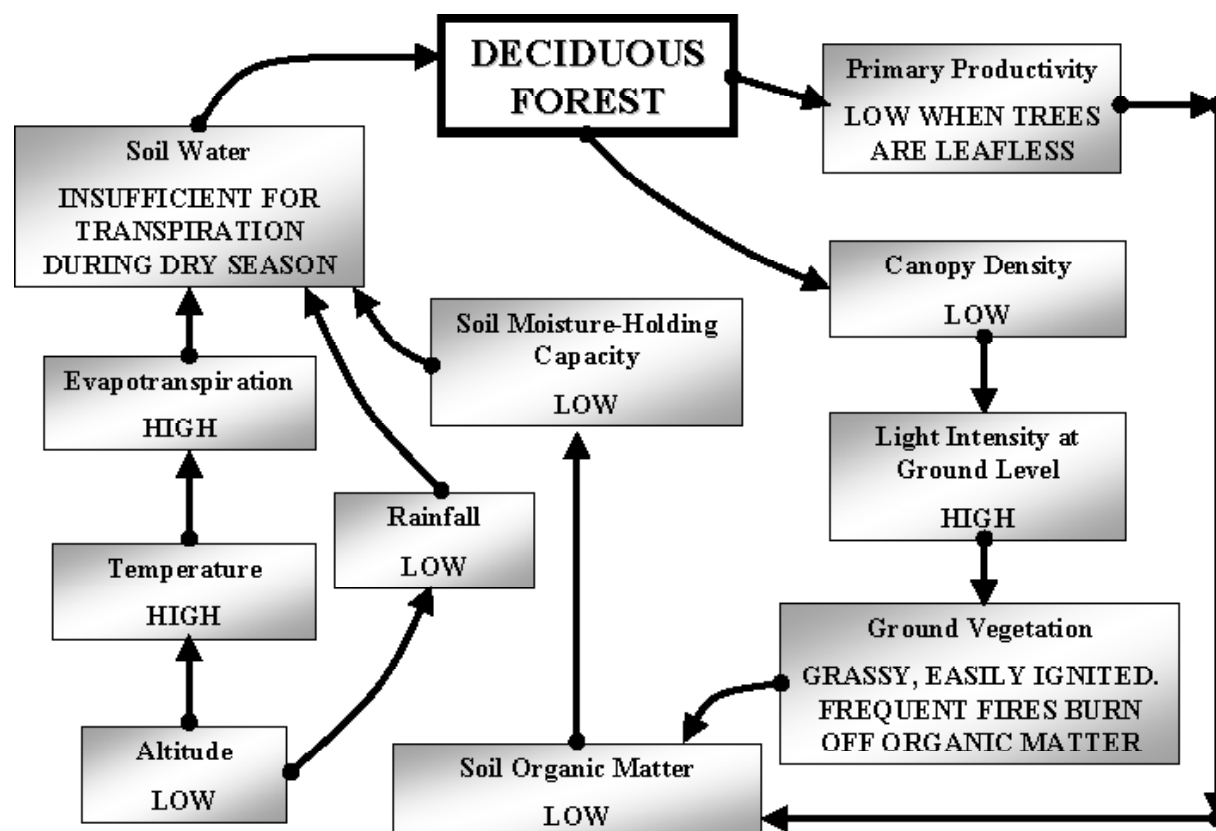 DECIDUOUS
FOREST
Primary Productivity
LOW WHEN TREES
ARE LEAFLESS
Soil Water
INSUFFICIENT FOR
TRANSPIRATION
DURING DRY SEASON
Canopy Density
LOW
Soil Moisture-Holding
Capacity
LOW
Evapotranspiration
HIGH
Light Intensity at
Ground Level
HIGH
Rainfall
LOW
Temperature
HIGH
Ground Vegetation
GRASSY, EASILY IGNITED.
FREQUENT FIRES BURN
OFF ORGANIC MATTER
Altitude
LOW
Soil Organic Matter
LOW